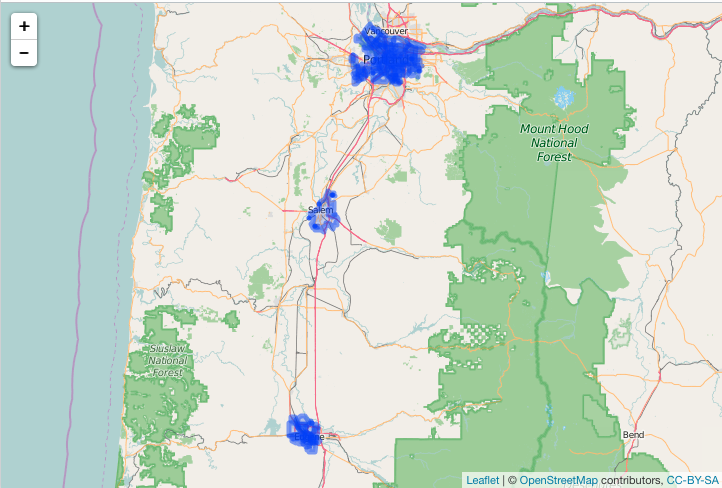 +
−
Vancouver
Mount Hood
National
Forest
Salem
Siuslaw
National
Forest
Bend
Leaflet | © OpenStreetMap contributors, CC-BY-SA